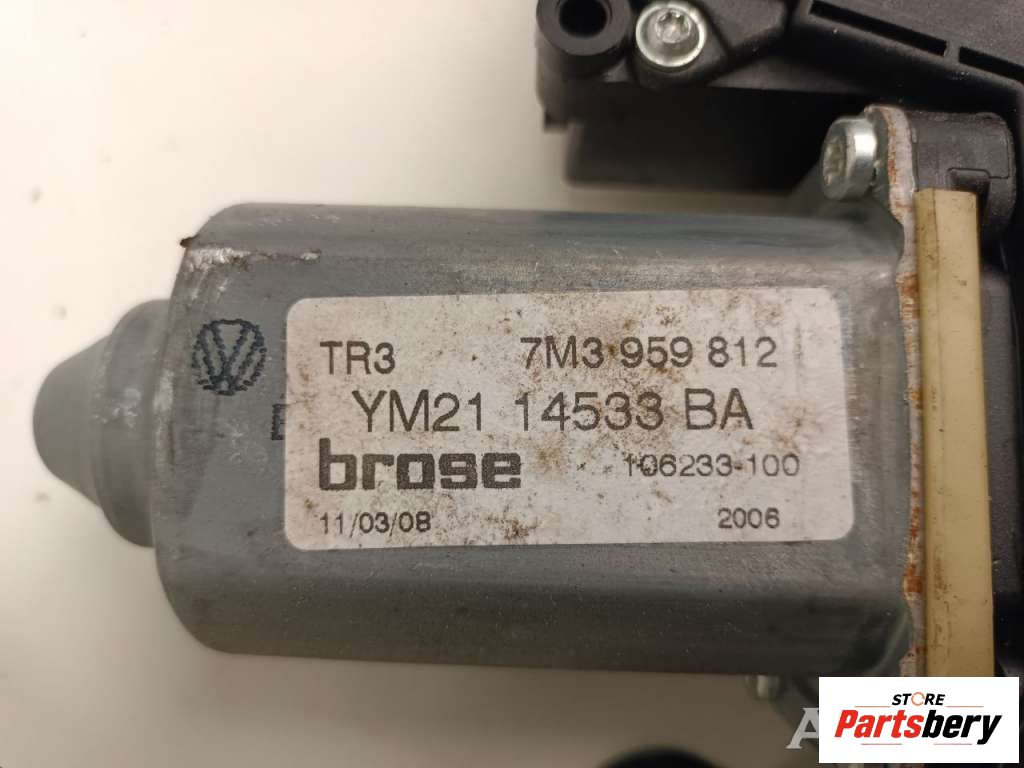 TR3 7M3 959 812
YM21 14533 BA
brose 106233-100
11/03/08 2006
STORE
Partsbery